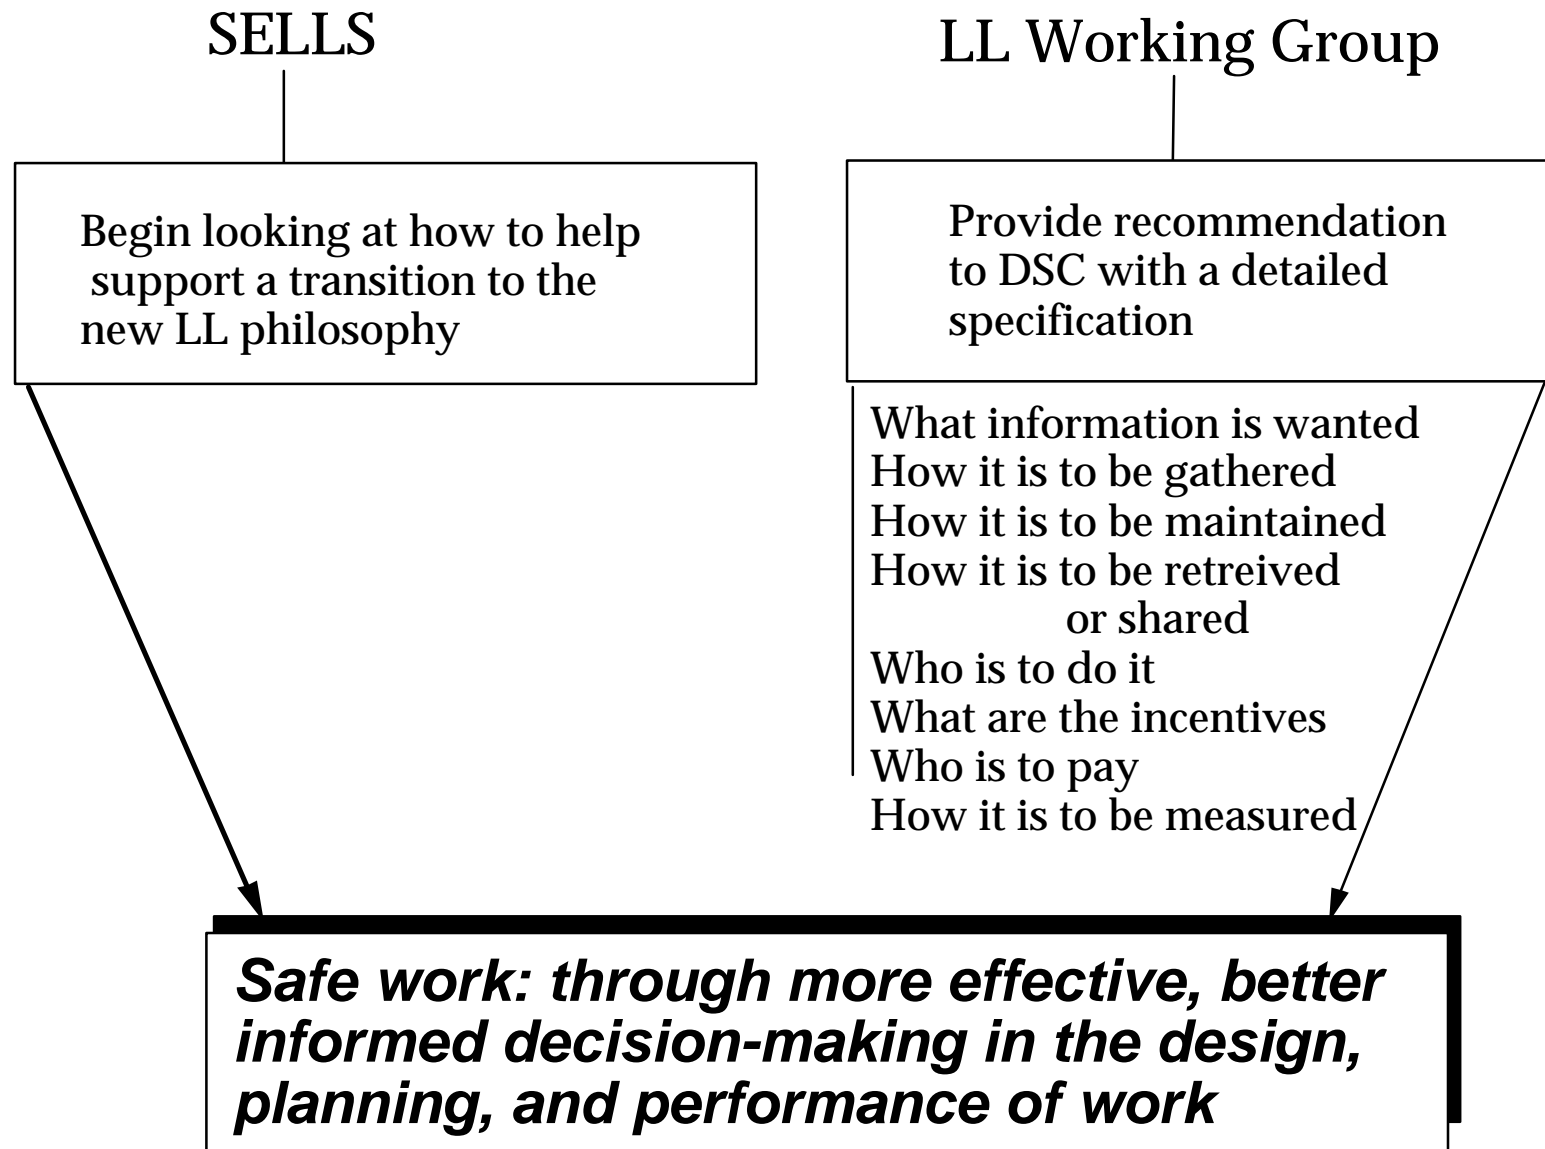 SELLS
LL Working Group
Begin looking at how to help
support a transition to the
new LL philosophy
Provide recommendation
to DSC with a detailed
specification
What information is wanted
How it is to be gathered
How it is to be maintained
How it is to be retreived
or shared
Who is to do it
What are the incentives
Who is to pay
How it is to be measured
Safe work: through more effective, better
informed decision-making in the design,
planning, and performance of work